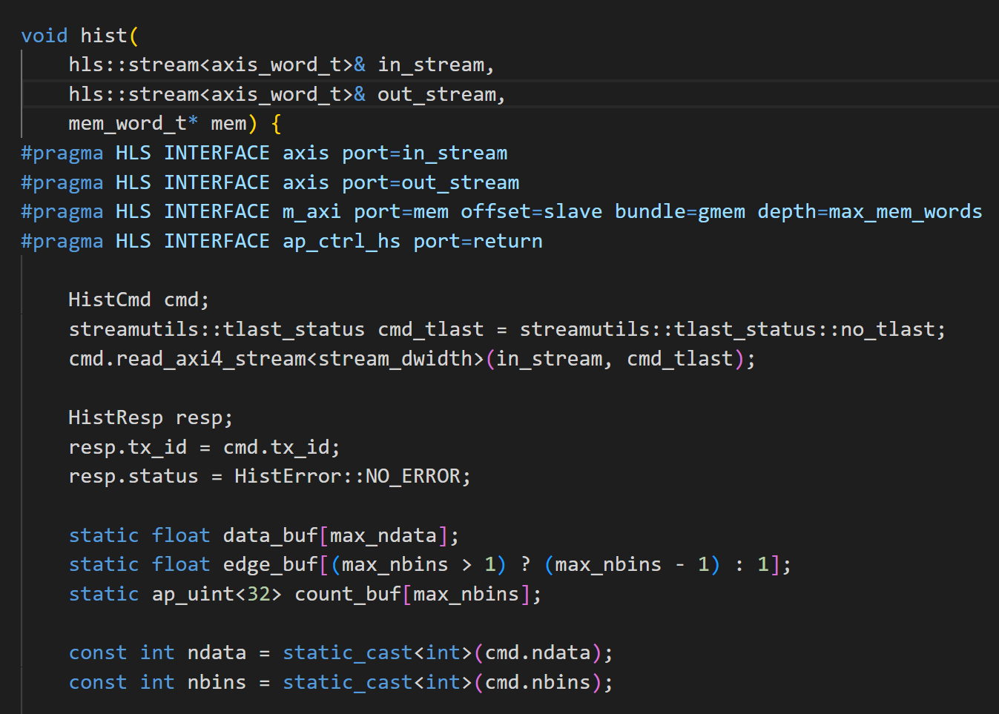 void hist(
    hls::stream<axis_word_t>& in_stream,
    hls::stream<axis_word_t>& out_stream,
    mem_word_t* mem) {
#pragma HLS INTERFACE axis port=in_stream
#pragma HLS INTERFACE axis port=out_stream
#pragma HLS INTERFACE m_axi port=mem offset=slave bundle=gmem depth=max_mem_words
#pragma HLS INTERFACE ap_ctrl_hs port=return

    HistCmd cmd;
    streamutils::tlast_status cmd_tlast = streamutils::tlast_status::no_tlast;
    cmd.read_axi4_stream<stream_dwidth>(in_stream, cmd_tlast);

    HistResp resp;
    resp.tx_id = cmd.tx_id;
    resp.status = HistError::NO_ERROR;

    static float data_buf[max_ndata];
    static float edge_buf[(max_nbins > 1) ? (max_nbins - 1) : 1];
    static ap_uint<32> count_buf[max_nbins];

    const int ndata = static_cast<int>(cmd.ndata);
    const int nbins = static_cast<int>(cmd.nbins);